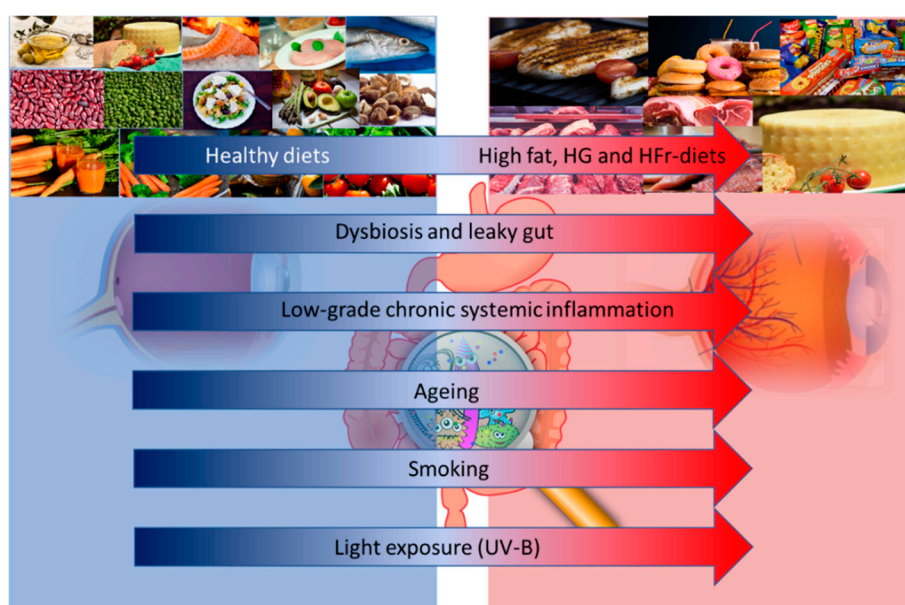 Healthy diets
High fat, HG and HFr-diets
Dysbiosis and leaky gut
Low-grade chronic systemic inflammation
Ageing
Smoking
Light exposure (UV-B)